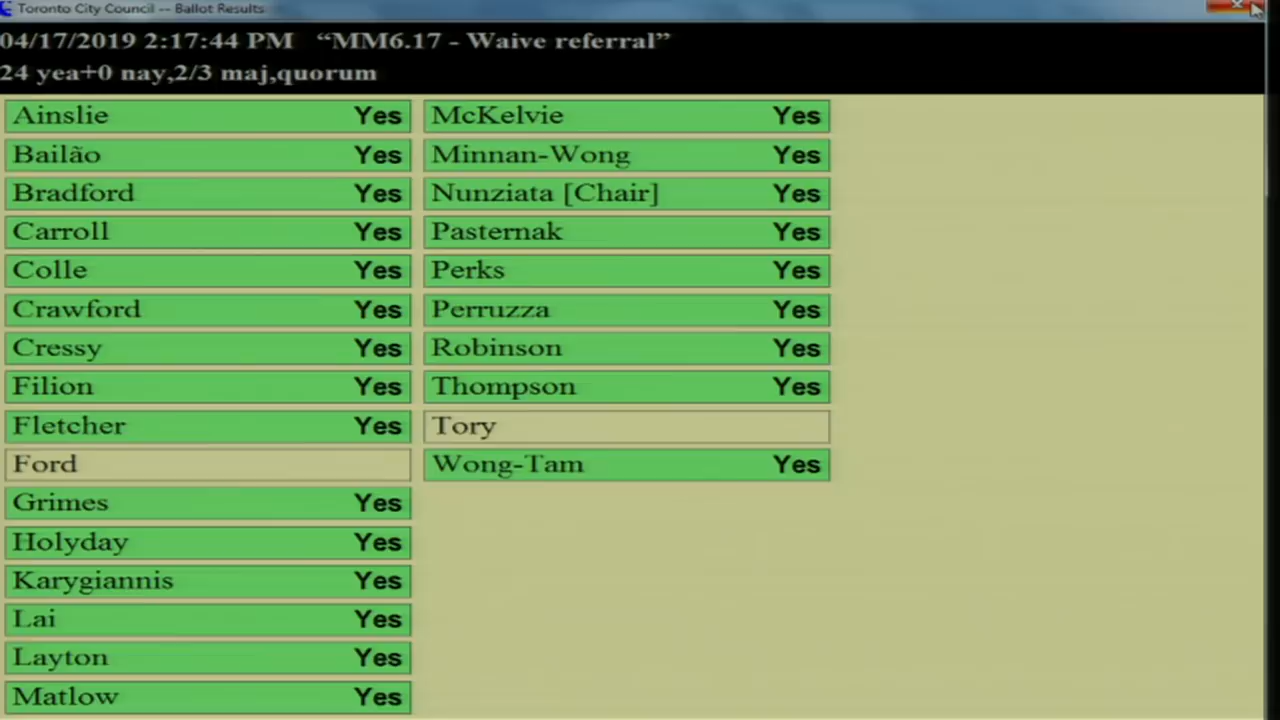 Toronto City Council -- Ballot Results
04/17/2019 2:17:44 PM “MM6.17 - Waive referral”
24 yea+0 nay,2/3 maj,quorum
Ainslie Yes
Bailão Yes
Bradford Yes
Carroll Yes
Colle Yes
Crawford Yes
Cressy Yes
Filion Yes
Fletcher Yes
Ford
Grimes Yes
Holyday Yes
Karygiannis Yes
Lai Yes
Layton Yes
Matlow Yes
McKelvie Yes
Minnan-Wong Yes
Nunziata [Chair] Yes
Pasternak Yes
Perks Yes
Perruzza Yes
Robinson Yes
Thompson Yes
Tory
Wong-Tam Yes